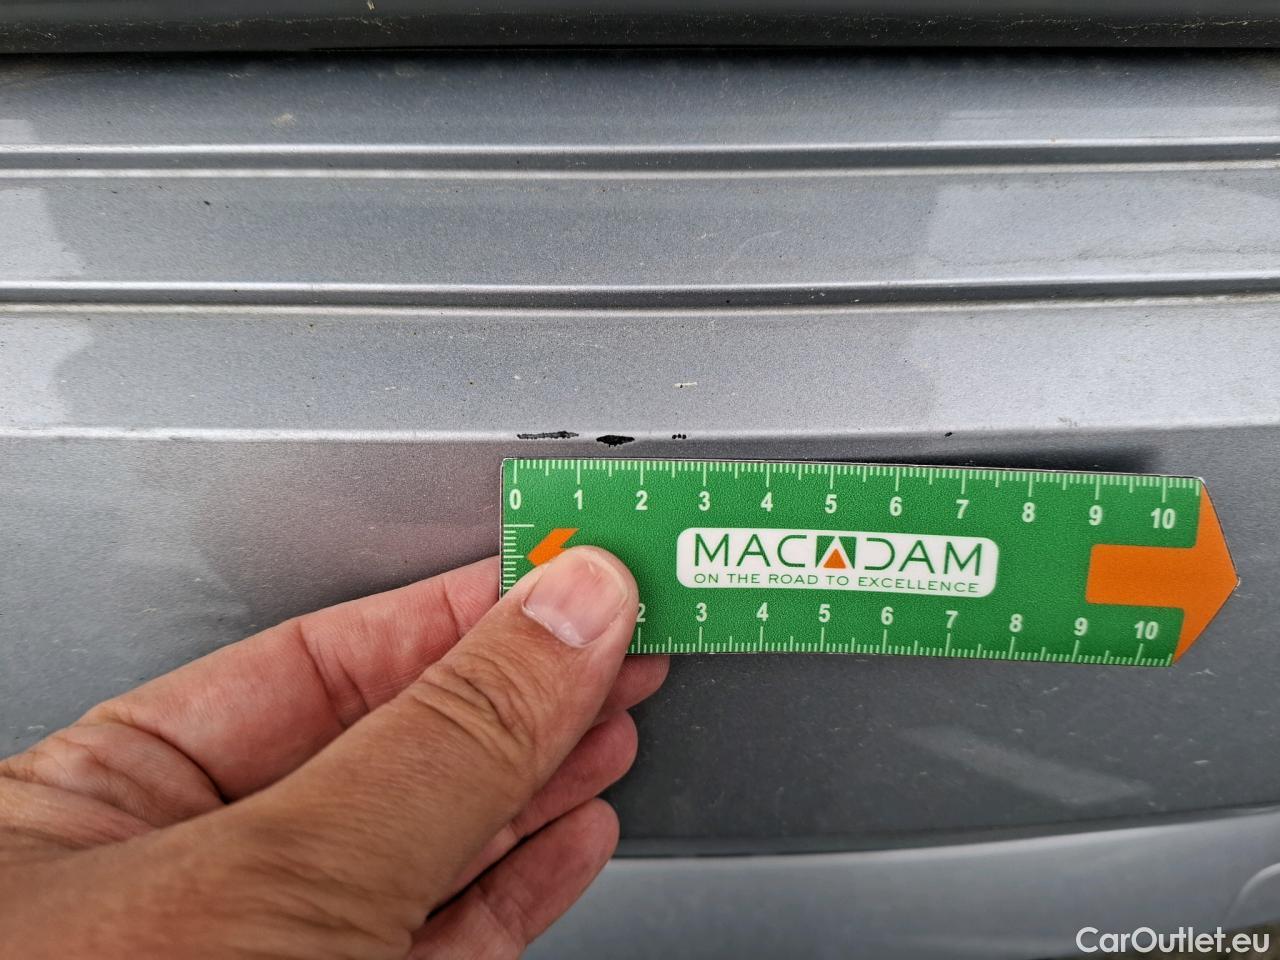 0 1 2 3 4 5 6 7 8 9 10
MACADAM
ON THE ROAD TO EXCELLENCE
2 3 4 5 6 7 8 9 10
CarOutlet.eu